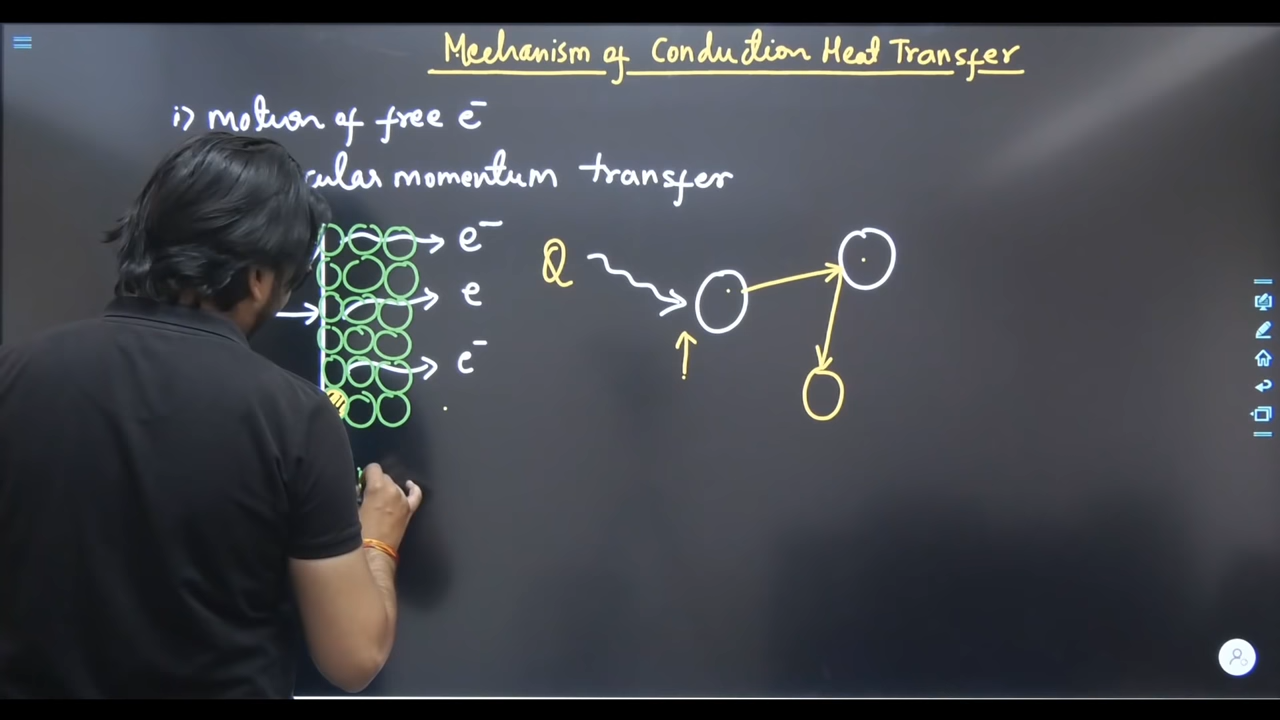 Mechanism of Conduction Heat Transfer
i> motion of free e⁻
momentum transfer
e⁻
Q
e
e⁻